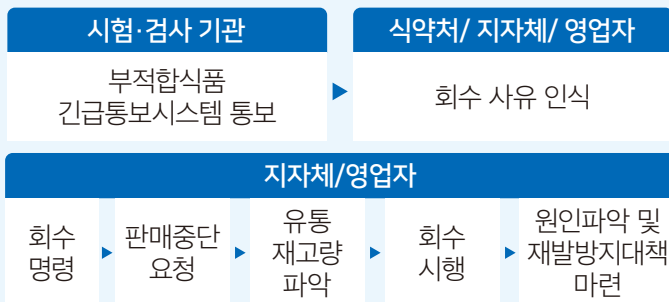 시험·검사 기관
부적합식품
긴급통보시스템 통보
식약처/ 지자체/ 영업자
회수 사유 인식
지자체/영업자
회수
명령
판매중단
요청
유통
재고량
파악
회수
시행
원인파악 및
재발방지대책
마련